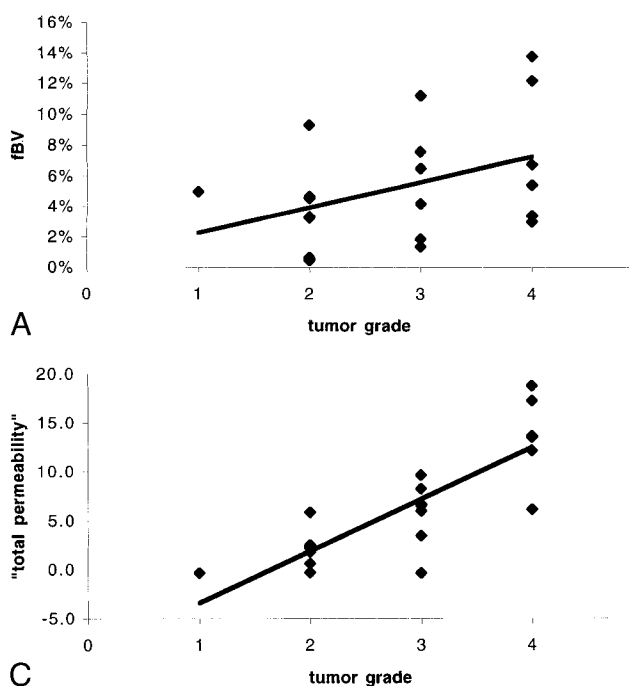 16%
14%
12%
10%
8%
6%
4%
2%
0%
fBV
0 1 2 3 4
tumor grade
A
20.0
15.0
10.0
5.0
0.0
-5.0
"total permeability"
0 1 2 3 4
tumor grade
C